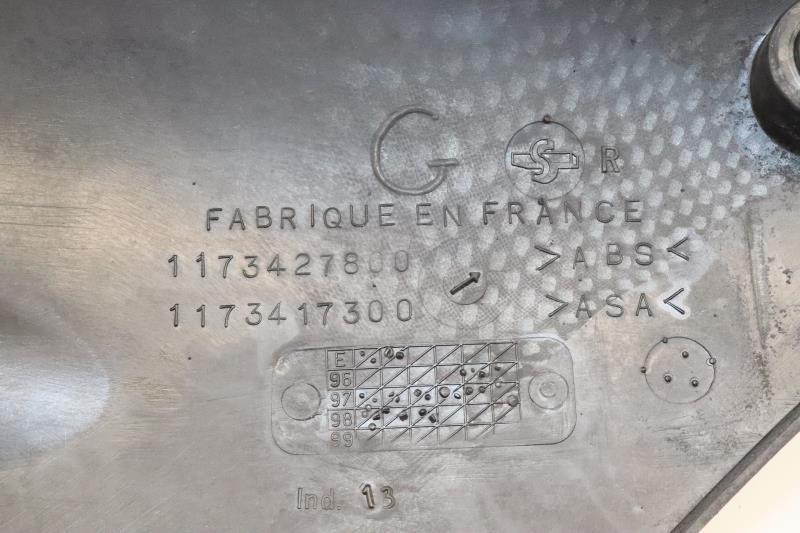 G R
FABRIQUE EN FRANCE
1173427800 >ABS<
1173417300 >ASA<
E
96
97
98
99
Ind. 13